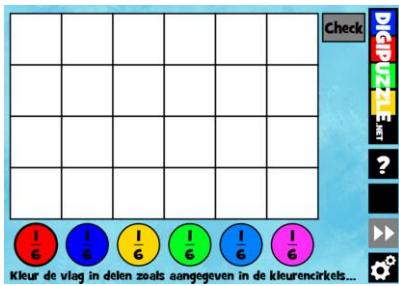 Check
DIGIPUZZLE.NET
?
1/6 1/6 1/6 1/6 1/6 1/6
Kleur de vlag in delen zoals aangegeven in de kleurencirkels...